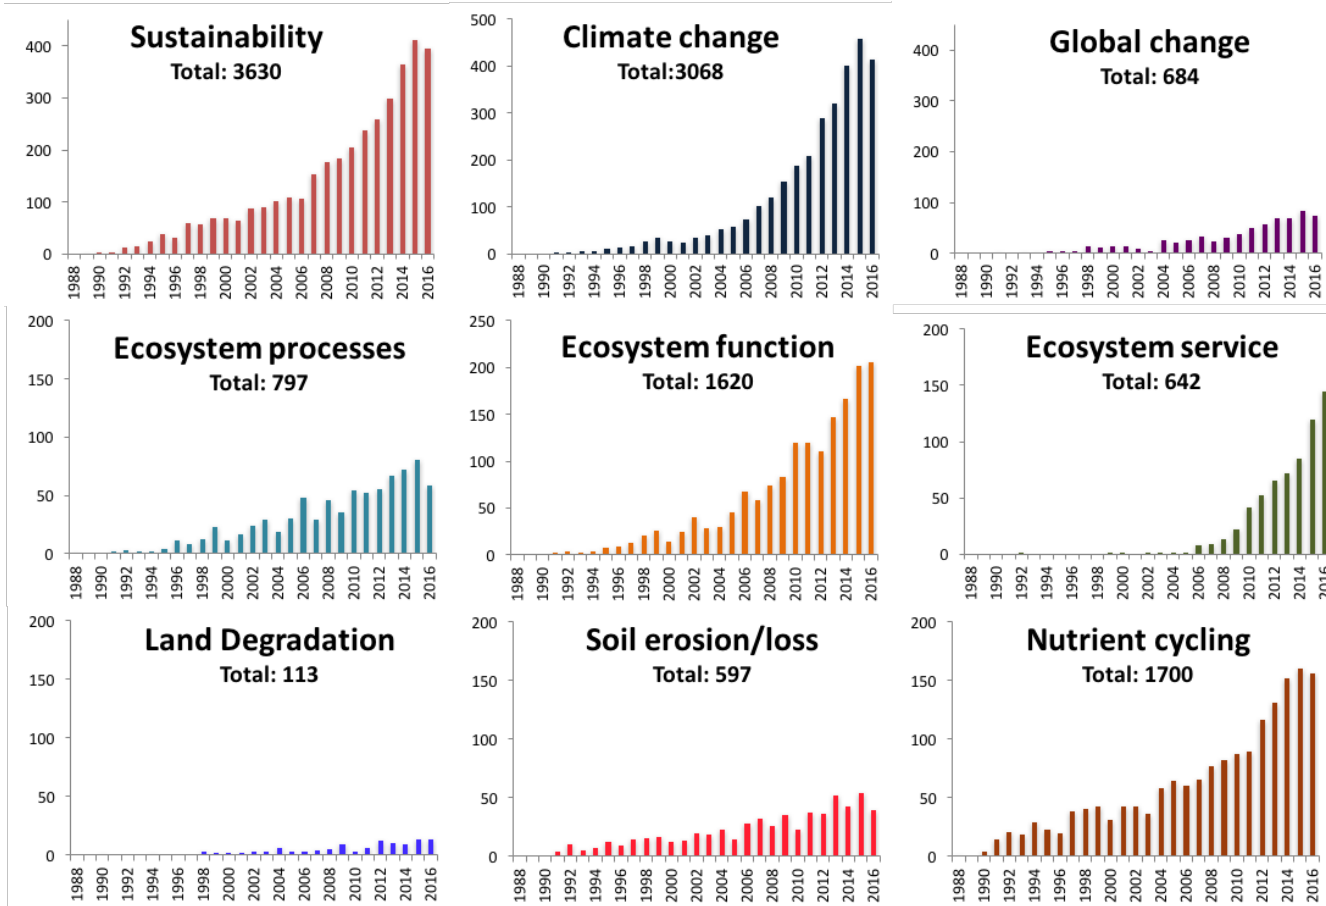 Sustainability
Total: 3630
400
300
200
100
0
1988 1990 1992 1994 1996 1998 2000 2002 2004 2006 2008 2010 2012 2014 2016
Climate change
Total:3068
500
400
300
200
100
0
1988 1990 1992 1994 1996 1998 2000 2002 2004 2006 2008 2010 2012 2014 2016
Global change
Total: 684
400
300
200
100
0
1988 1990 1992 1994 1996 1998 2000 2002 2004 2006 2008 2010 2012 2014 2016
Ecosystem processes
Total: 797
200
150
100
50
0
1988 1990 1992 1994 1996 1998 2000 2002 2004 2006 2008 2010 2012 2014 2016
Ecosystem function
Total: 1620
250
200
150
100
50
0
1988 1990 1992 1994 1996 1998 2000 2002 2004 2006 2008 2010 2012 2014 2016
Ecosystem service
Total: 642
200
150
100
50
0
1988 1990 1992 1994 1996 1998 2000 2002 2004 2006 2008 2010 2012 2014 2016
Land Degradation
Total: 113
200
150
100
50
0
1988 1990 1992 1994 1996 1998 2000 2002 2004 2006 2008 2010 2012 2014 2016
Soil erosion/loss
Total: 597
200
150
100
50
0
1988 1990 1992 1994 1996 1998 2000 2002 2004 2006 2008 2010 2012 2014 2016
Nutrient cycling
Total: 1700
200
150
100
50
0
1988 1990 1992 1994 1996 1998 2000 2002 2004 2006 2008 2010 2012 2014 2016